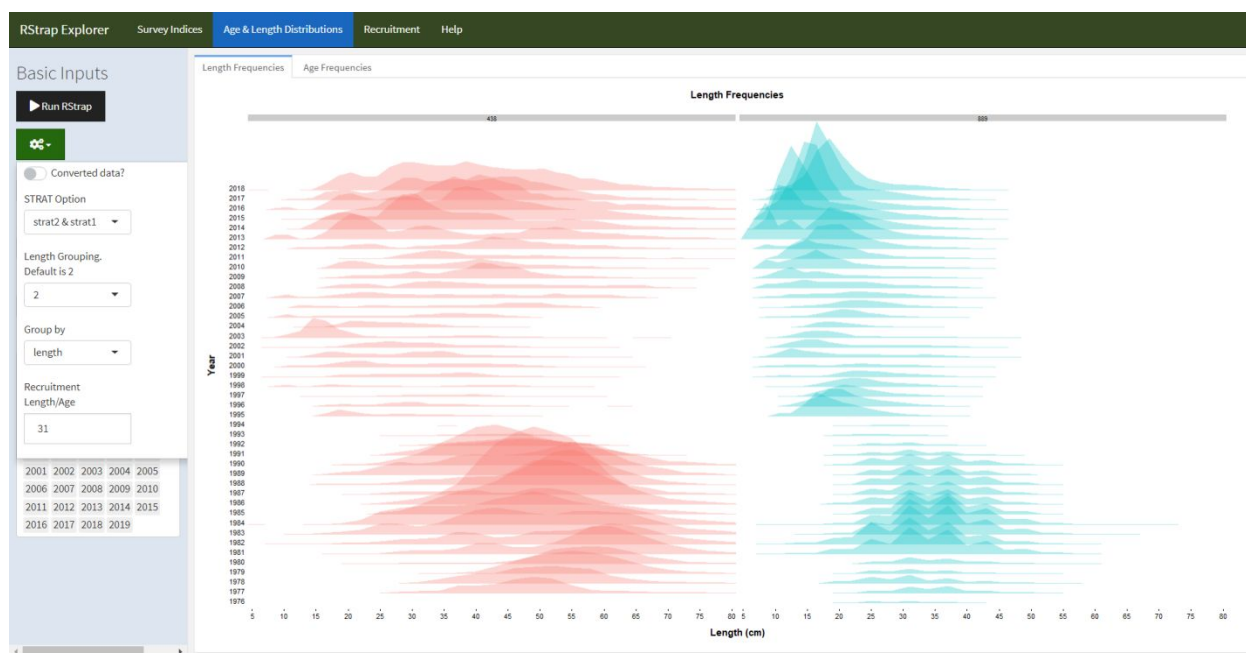 RStrap Explorer Survey Indices Age & Length Distributions Recruitment Help
Basic Inputs
Run RStrap
Converted data?
STRAT Option
strat2 & strat1
Length Grouping.
Default is 2
2
Group by
length
Recruitment
Length/Age
31
2001 2002 2003 2004 2005
2006 2007 2008 2009 2010
2011 2012 2013 2014 2015
2016 2017 2018 2019
Length Frequencies Age Frequencies
Length Frequencies
438 889
Year
2018
2017
2016
2015
2014
2013
2012
2011
2010
2009
2008
2007
2006
2005
2004
2003
2002
2001
2000
1999
1998
1997
1996
1995
1994
1993
1992
1991
1990
1989
1988
1987
1986
1985
1984
1983
1982
1981
1980
1979
1978
1977
1976
5 10 15 20 25 30 35 40 45 50 55 60 65 70 75 80 5 10 15 20 25 30 35 40 45 50 55 60 65 70 75 80
Length (cm)